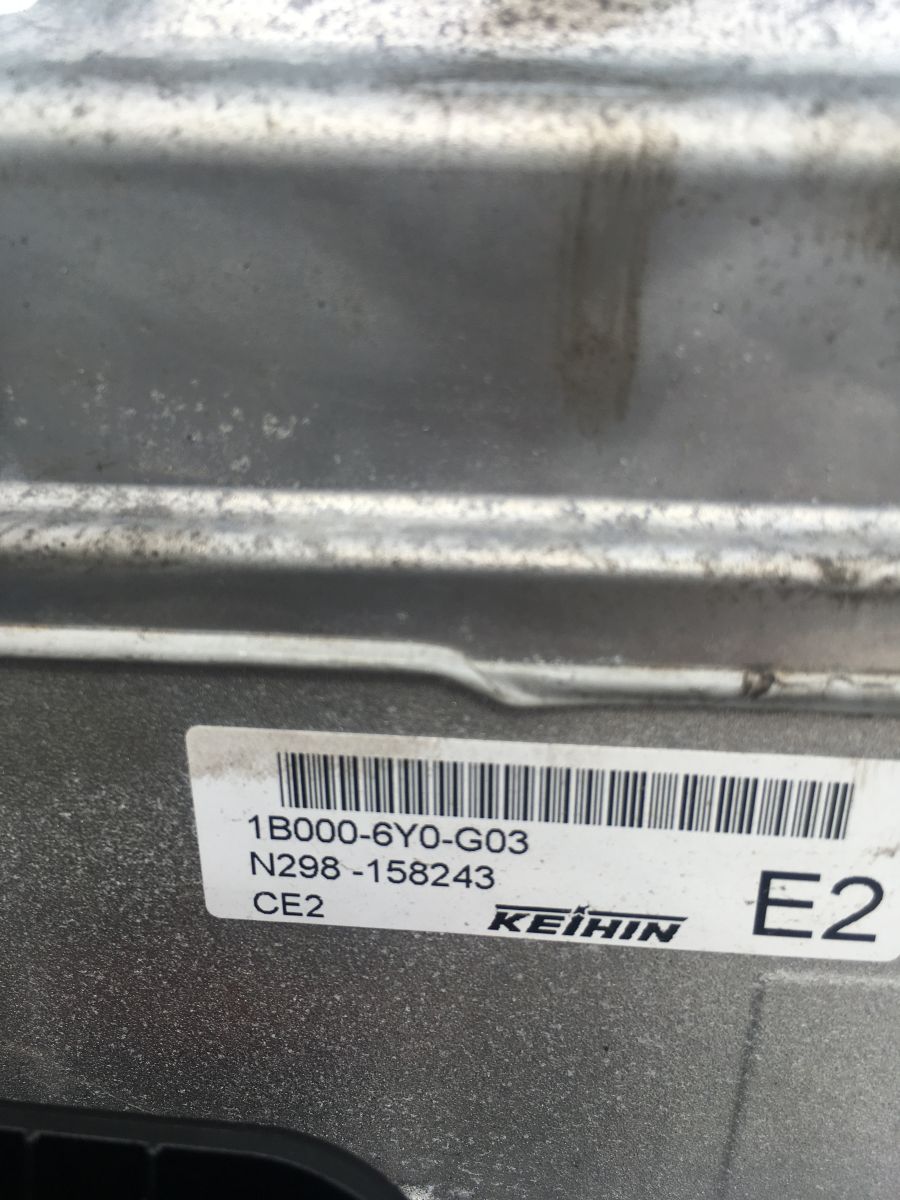 1B000-6Y0-G03
N298 -158243
CE2
KEIHIN
E2